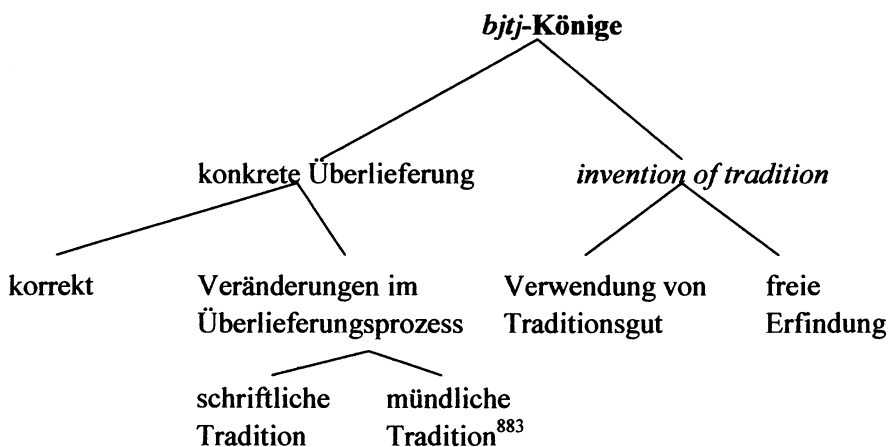 bjtj-Könige
konkrete Überlieferung
invention of tradition
korrekt
Veränderungen im
Überlieferungsprozess
Verwendung von
Traditionsgut
freie
Erfindung
schriftliche
Tradition
mündliche
Tradition⁸⁸³